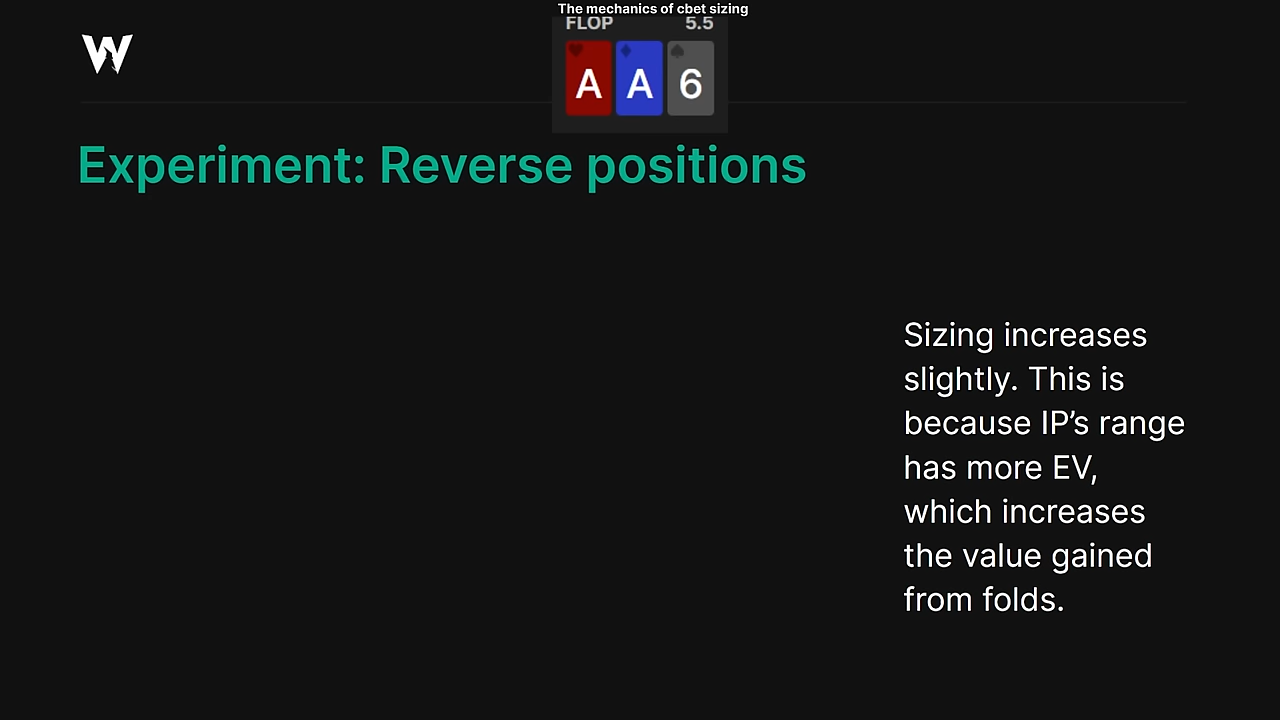 The mechanics of cbet sizing
FLOP 5.5
A A 6
W
Experiment: Reverse positions
Sizing increases
slightly. This is
because IP’s range
has more EV,
which increases
the value gained
from folds.